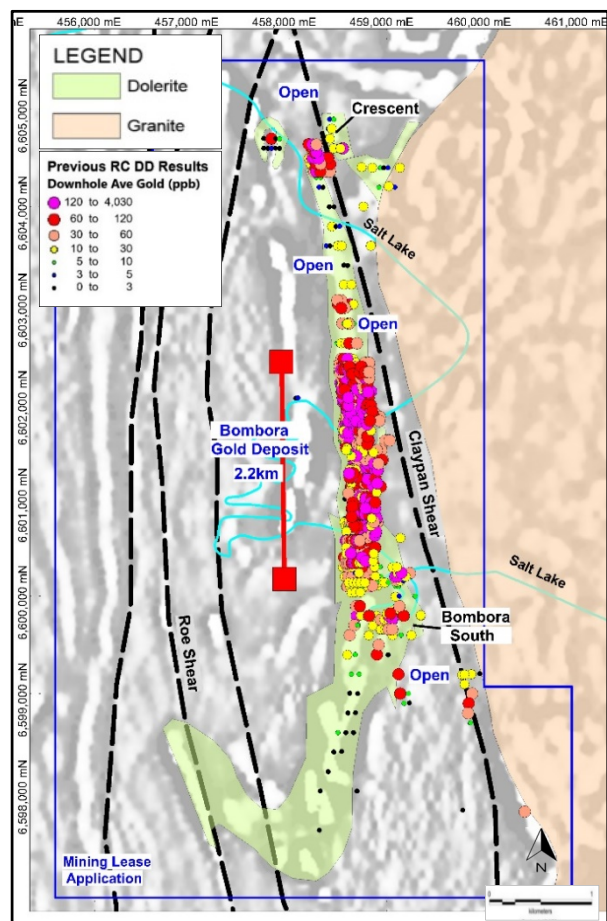 mE
456,000 mE
457,000 mE
458,000 mE
459,000 mE
460,000 mE
461,000 mE
mN
LEGEND
Dolerite
Granite
Previous RC DD Results
Downhole Ave Gold (ppb)
120 to 4,030
60 to 120
30 to 60
10 to 30
5 to 10
3 to 5
0 to 3
Open
Crescent
6,605,000 mN
Salt Lake
6,604,000 mN
Open
6,603,000 mN
Open
6,602,000 mN
Bombora
Gold Deposit
2.2km
Claypan Shear
6,601,000 mN
Salt Lake
6,600,000 mN
Bombora
South
Roe Shear
Open
6,599,000 mN
6,598,000 mN
Mining Lease
Application
N
0
1
kilometers